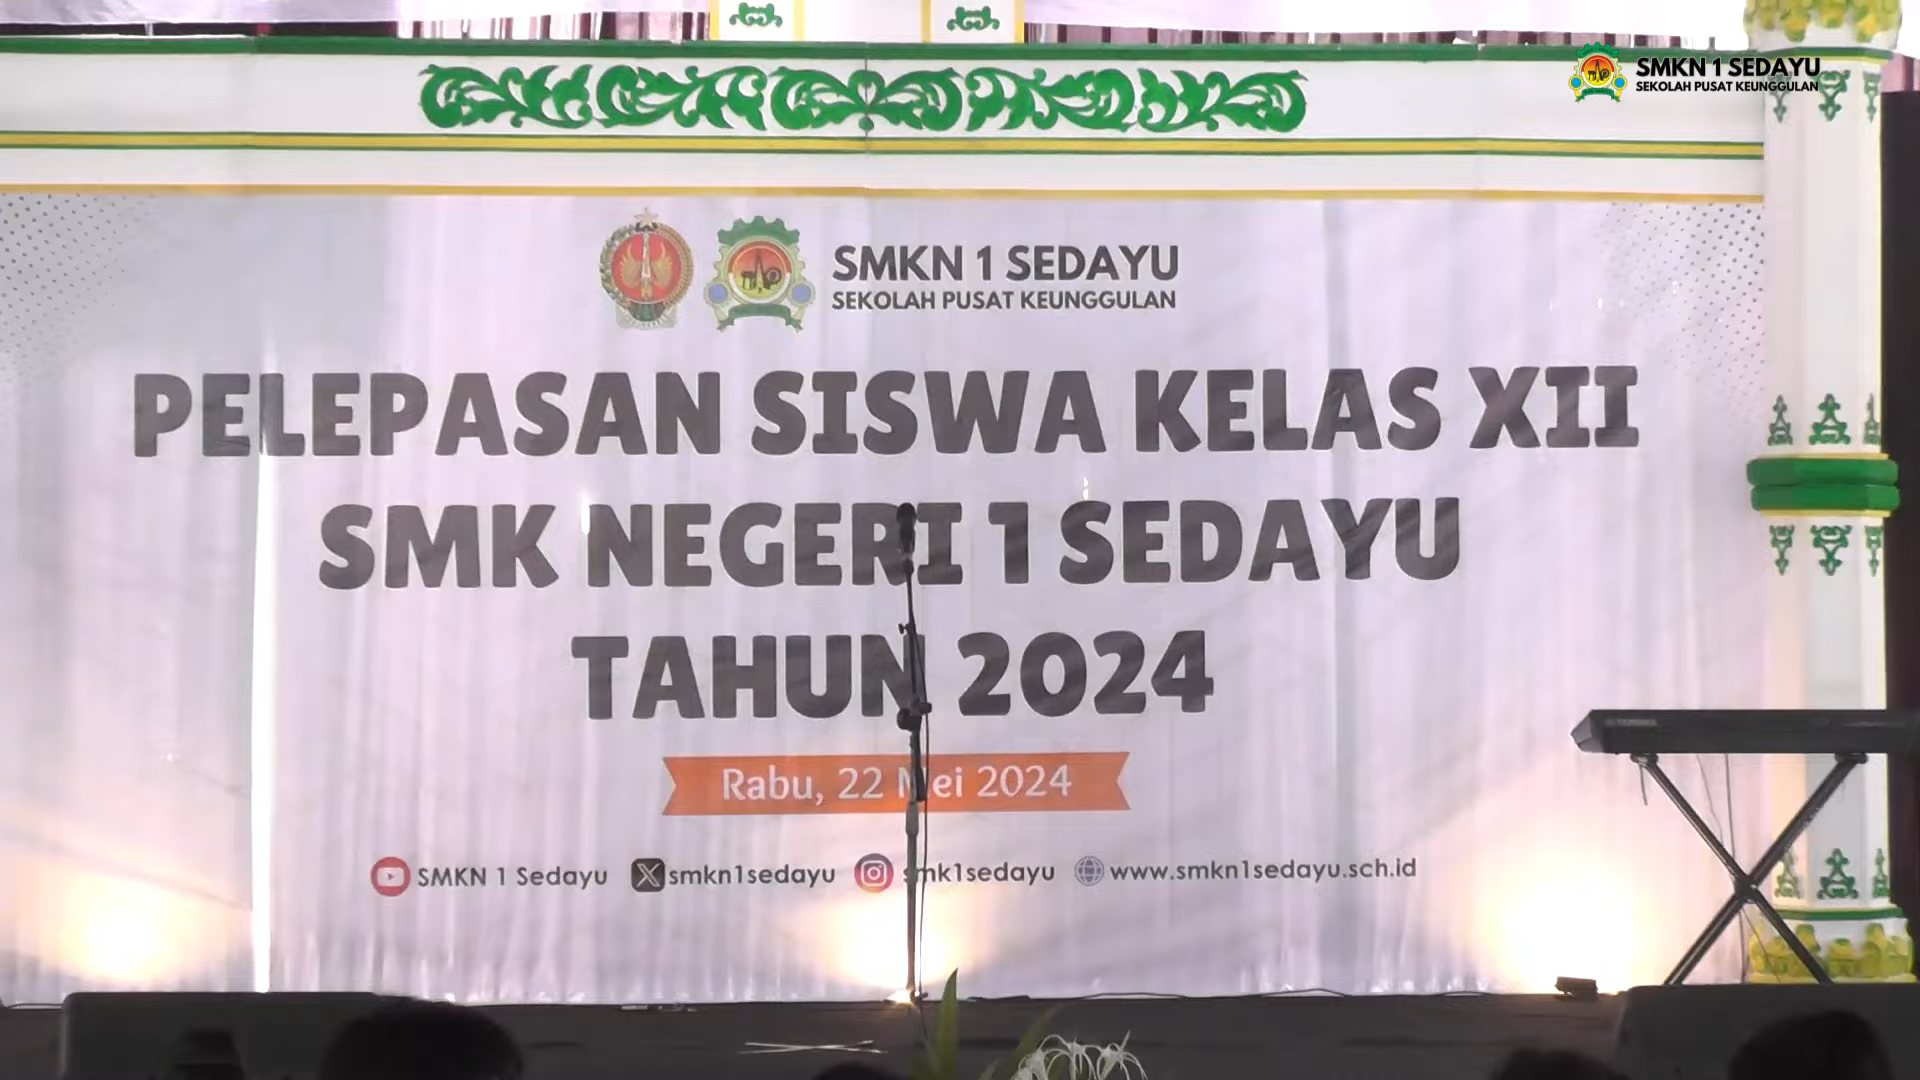 SMKN 1 SEDAYU
SEKOLAH PUSAT KEUNGGULAN
SMKN 1 SEDAYU
SEKOLAH PUSAT KEUNGGULAN
PELEPASAN SISWA KELAS XII
SMK NEGERI 1 SEDAYU
TAHUN 2024
Rabu, 22 Mei 2024
SMKN 1 Sedayu smkn1sedayu smk1sedayu www.smkn1sedayu.sch.id